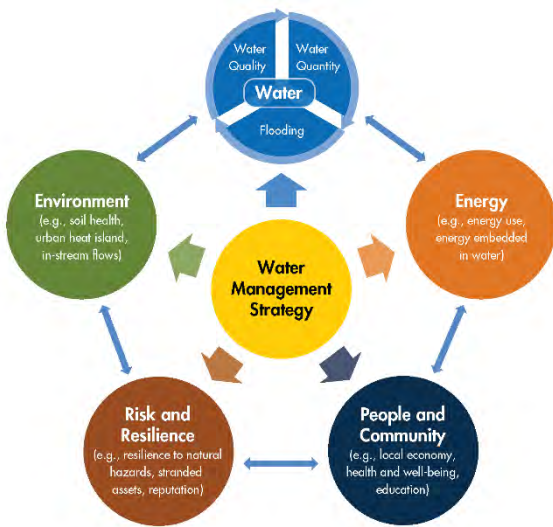 Water
Quality
Water
Quantity
Water
Flooding
Environment
(e.g., soil health,
urban heat island,
in-stream flows)
Energy
(e.g., energy use,
energy embedded
in water)
Water
Management
Strategy
Risk and
Resilience
(e.g., resilience to natural
hazards, stranded
assets, reputation)
People and
Community
(e.g., local economy,
health and well-being,
education)